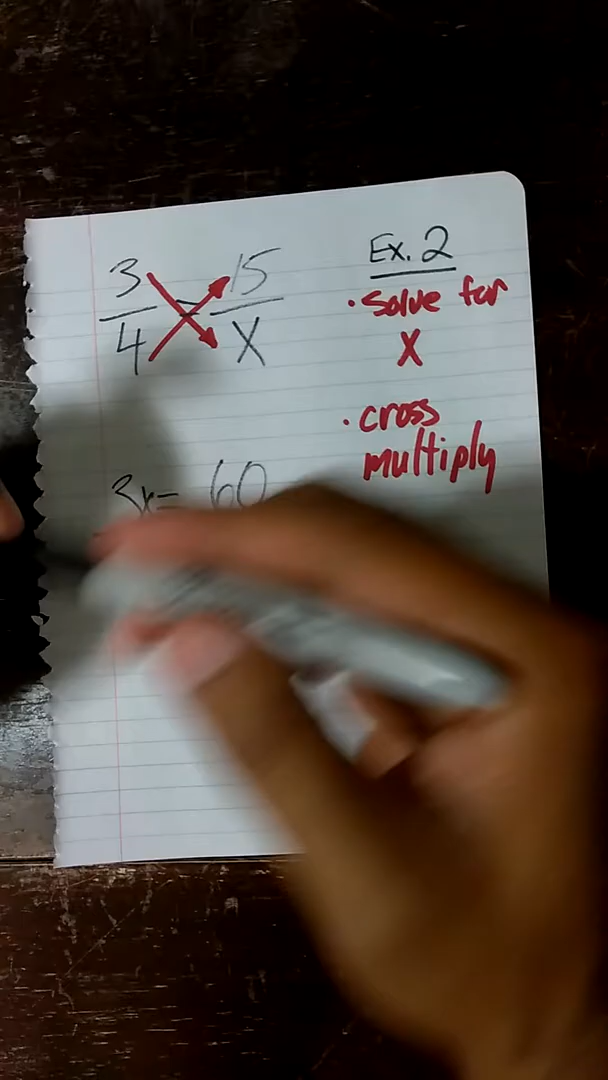 3/4 = 15/X
3x = 60
Ex. 2
• solve for
X
• cross
multiply